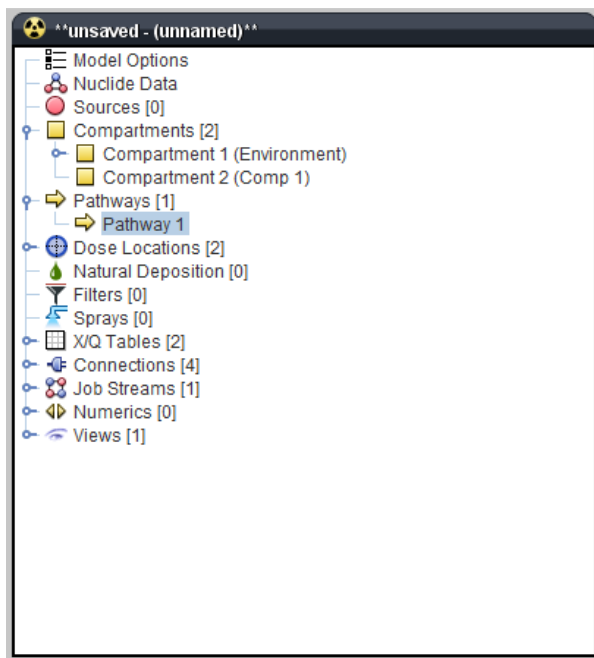 **unsaved - (unnamed)**
Model Options
Nuclide Data
Sources [0]
Compartments [2]
Compartment 1 (Environment)
Compartment 2 (Comp 1)
Pathways [1]
Pathway 1
Dose Locations [2]
Natural Deposition [0]
Filters [0]
Sprays [0]
X/Q Tables [2]
Connections [4]
Job Streams [1]
Numerics [0]
Views [1]